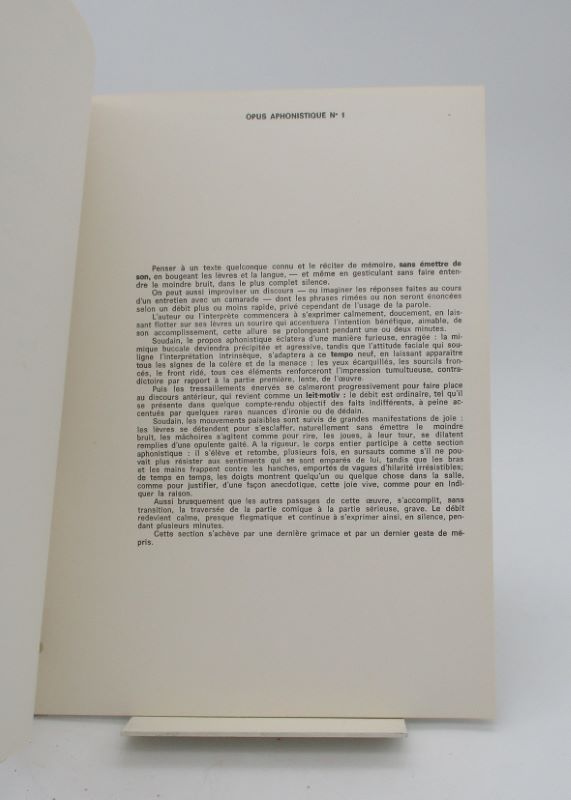 OPUS APHONISTIQUE N° 1
Penser à un texte quelconque connu et le réciter de mémoire, sans émettre de
son, en bougeant les lèvres et la langue, — et même en gesticulant sans faire enten-
dre le moindre bruit, dans le plus complet silence.
On peut aussi improviser un discours — ou imaginer les réponses faites au cours
d'un entretien avec un camarade — dont les phrases rimées ou non seront énoncées
selon un débit plus ou moins rapide, privé cependant de l'usage de la parole.
L'auteur ou l'interprète commencera à s'exprimer calmement, doucement, en lais-
sant flotter sur ses lèvres un sourire qui accentuera l'intention bénéfique, aimable, de
son accomplissement, cette allure se prolongeant pendant une ou deux minutes.
Soudain, le propos aphonistique éclatera d'une manière furieuse, enragée : la mi-
mique buccale deviendra précipitée et agressive, tandis que l'attitude faciale qui sou-
ligne l'interprétation intrinsèque, s'adaptera à ce tempo neuf, en laissant apparaître
tous les signes de la colère et de la menace : les yeux écarquillés, les sourcils fron-
cés, le front ridé, tous ces éléments renforceront l'impression tumultueuse, contra-
dictoire par rapport à la partie première, lente, de l'œuvre.
Puis les tressaillements énervés se calmeront progressivement pour faire place
au discours antérieur, qui revient comme un leit-motiv : le débit est ordinaire, tel qu'il
se présente dans quelque compte-rendu objectif des faits indifférents, à peine ac-
centués par quelques rares nuances d'ironie ou de dédain.
Soudain, les mouvements paisibles sont suivis de grandes manifestations de joie :
les lèvres se détendent pour s'esclaffer, naturellement sans émettre le moindre
bruit, les mâchoires s'agitent comme pour rire, les joues, à leur tour, se dilatent
remplies d'une opulente gaîté. A la rigueur, le corps entier participe à cette section
aphonistique : il s'élève et retombe, plusieurs fois, en sursauts comme s'il ne pou-
vait plus résister aux sentiments qui se sont emparés de lui, tandis que les bras
et les mains frappent contre les hanches, emportés de vagues d'hilarité irrésistibles;
de temps en temps, les doigts montrent quelqu'un ou quelque chose dans la salle,
comme pour justifier, d'une façon anecdotique, cette joie vive, comme pour en indi-
quer la raison.
Aussi brusquement que les autres passages de cette œuvre, s'accomplit, sans
transition, la traversée de la partie comique à la partie sérieuse, grave. Le débit
redevient calme, presque flegmatique et continue à s'exprimer ainsi, en silence, pen-
dant plusieurs minutes.
Cette section s'achève par une dernière grimace et par un dernier geste de mé-
pris.